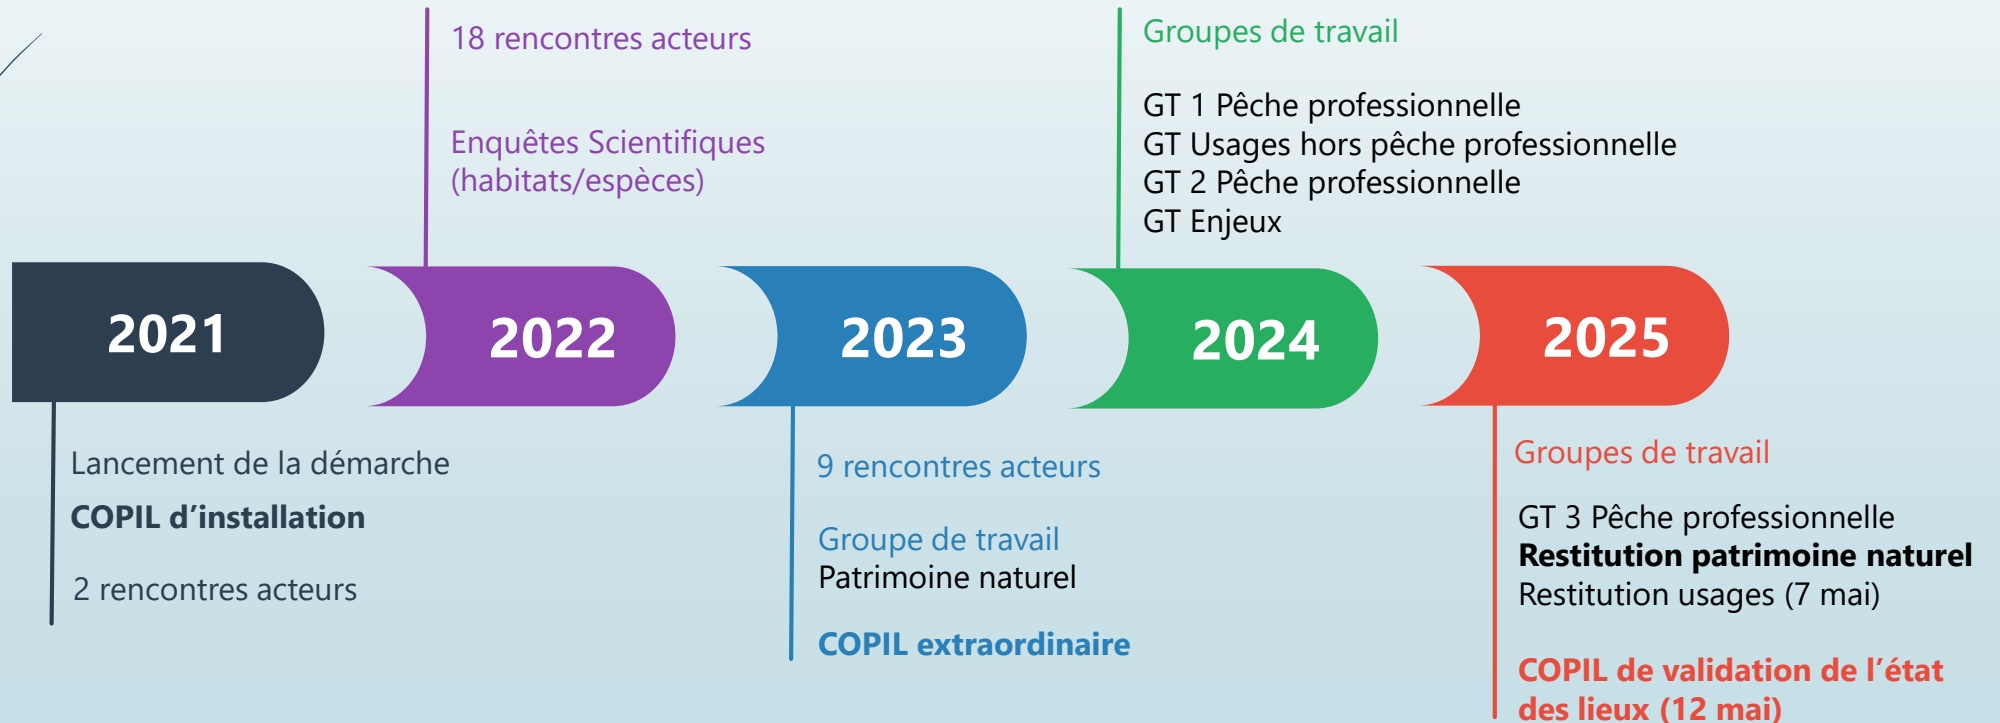 18 rencontres acteurs
Enquêtes Scientifiques
(habitats/espèces)
Groupes de travail
GT 1 Pêche professionnelle
GT Usages hors pêche professionnelle
GT 2 Pêche professionnelle
GT Enjeux
2021
2022
2023
2024
2025
Lancement de la démarche
COPIL d’installation
2 rencontres acteurs
9 rencontres acteurs
Groupe de travail
Patrimoine naturel
COPIL extraordinaire
Groupes de travail
GT 3 Pêche professionnelle
Restitution patrimoine naturel
Restitution usages (7 mai)
COPIL de validation de l’état
des lieux (12 mai)